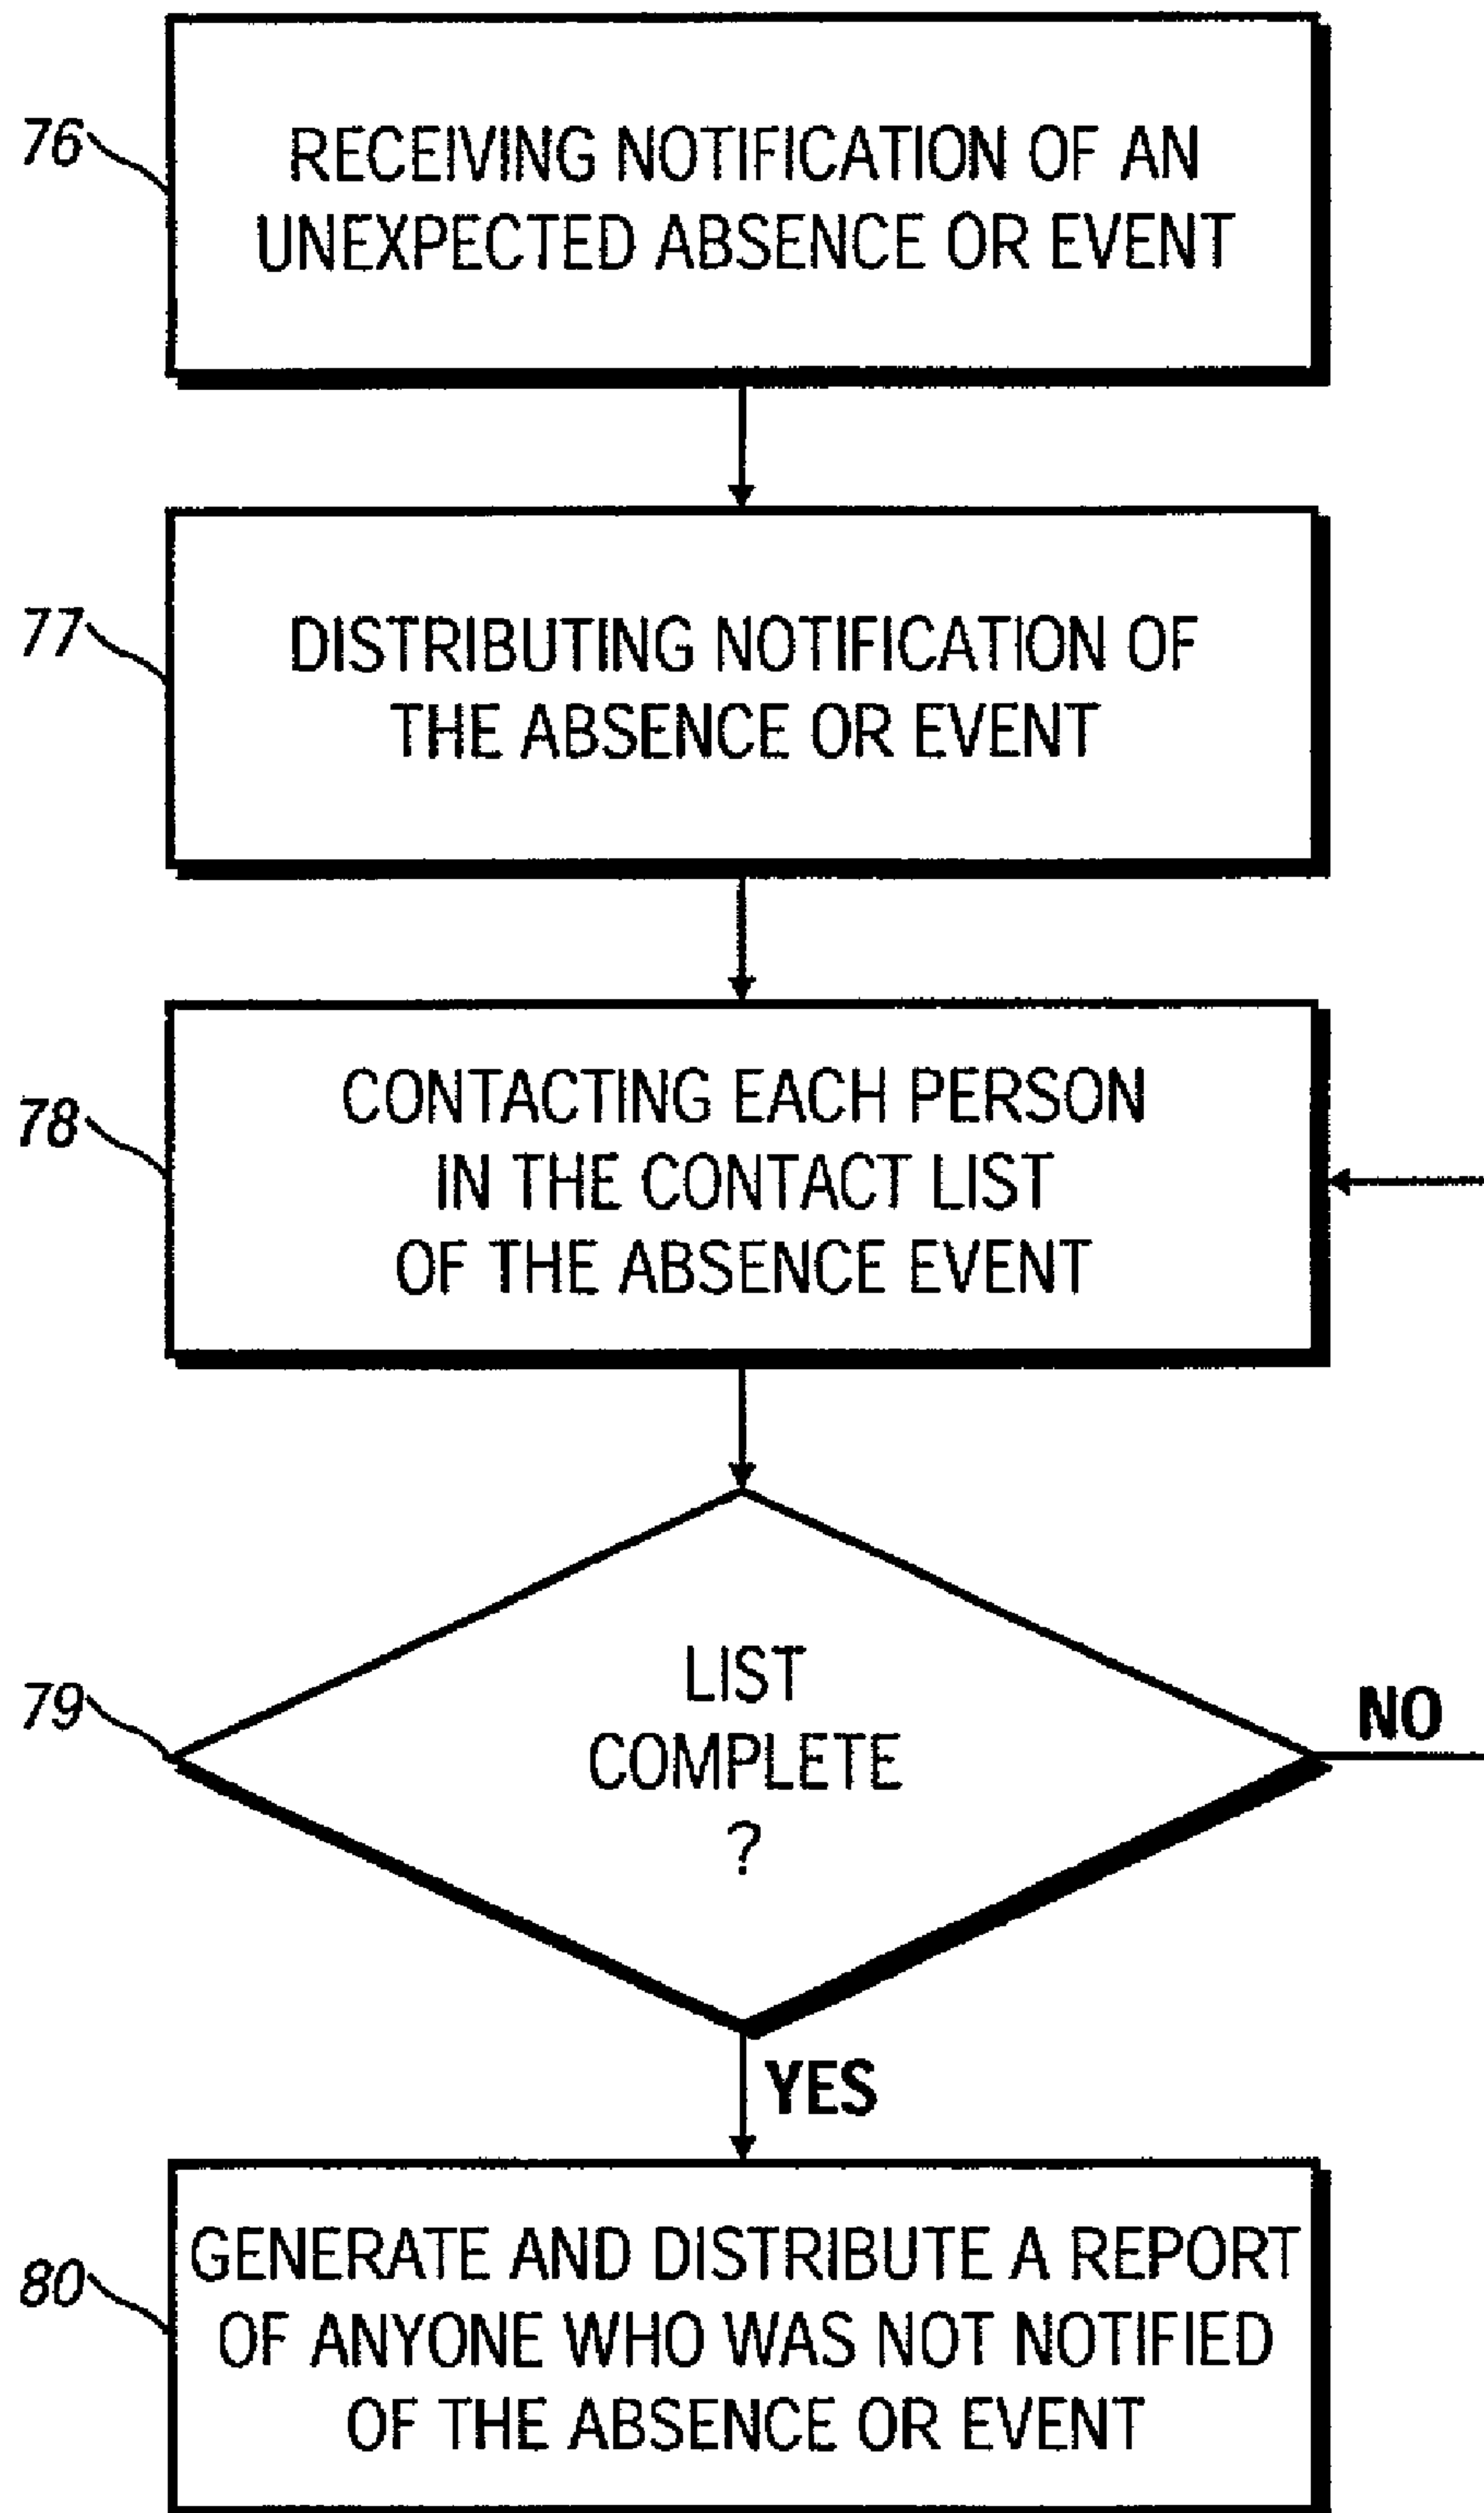 76
RECEIVING NOTIFICATION OF AN
UNEXPECTED ABSENCE OR EVENT
77
DISTRIBUTING NOTIFICATION OF
THE ABSENCE OR EVENT
78
CONTACTING EACH PERSON
IN THE CONTACT LIST
OF THE ABSENCE EVENT
79
LIST
COMPLETE
?
NO
YES
80
GENERATE AND DISTRIBUTE A REPORT
OF ANYONE WHO WAS NOT NOTIFIED
OF THE ABSENCE OR EVENT